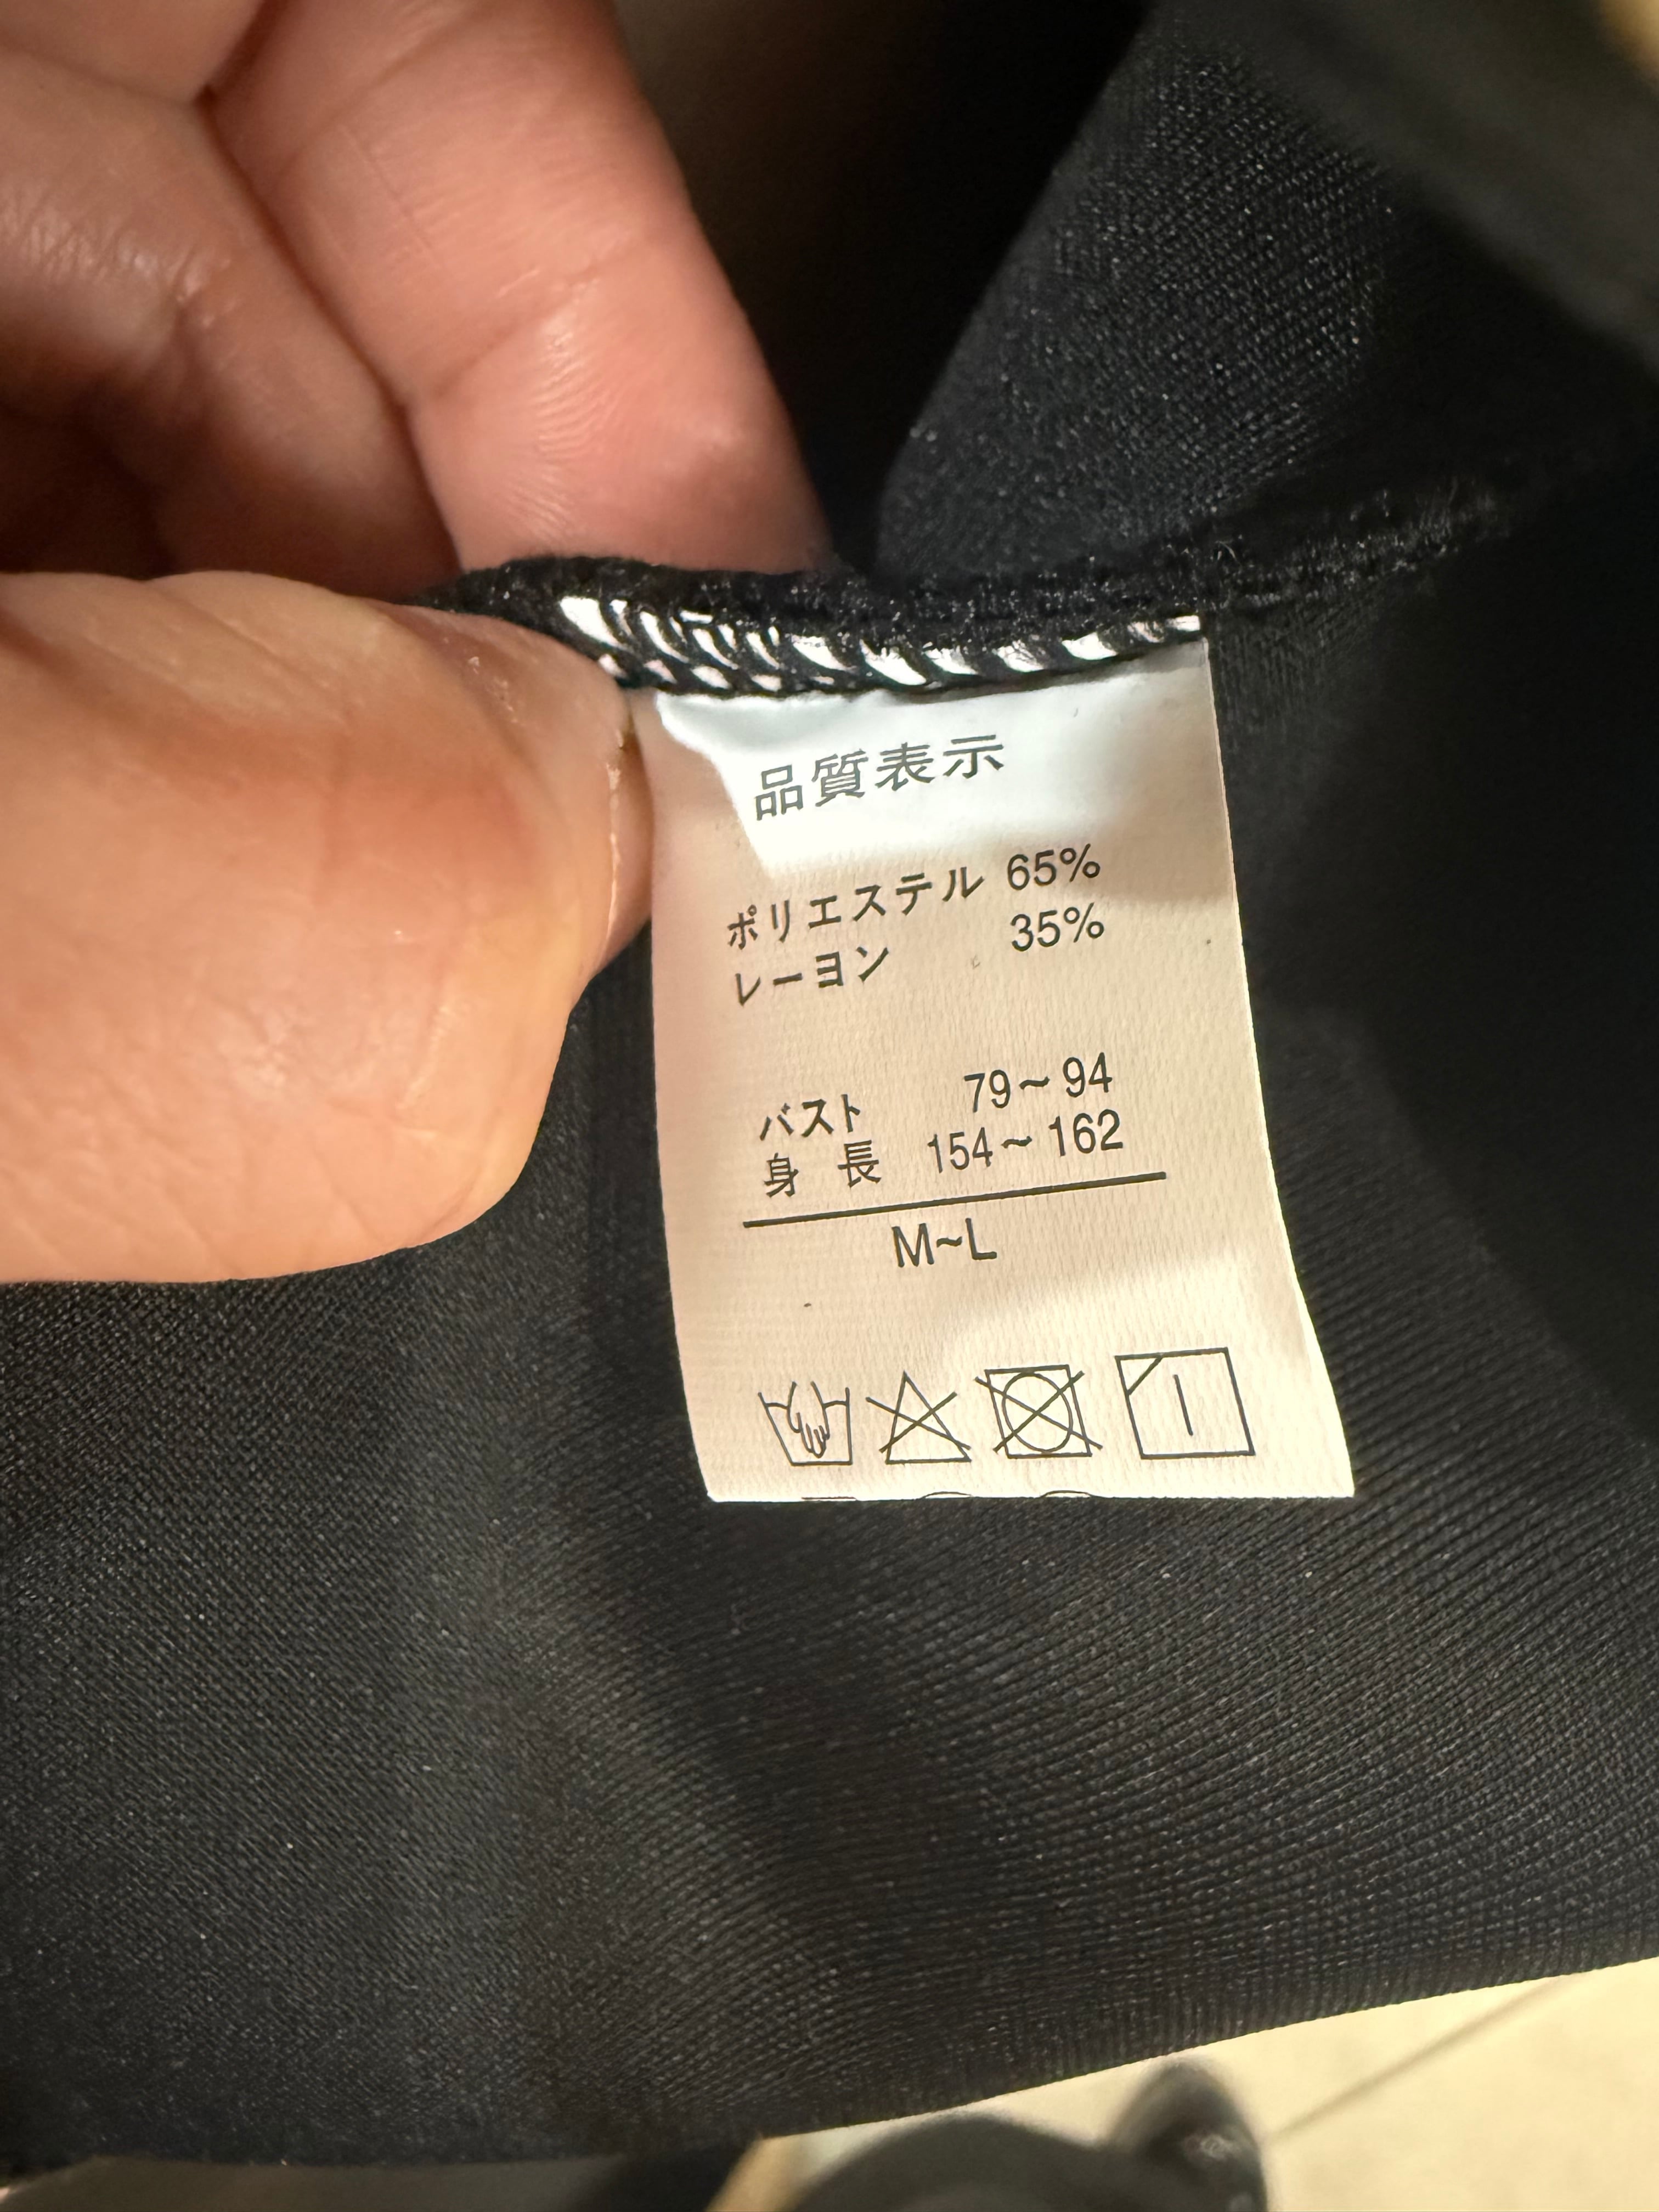 品質表示
ポリエステル 65%
レーヨン 35%
バスト 79~94
身 長 154~162
M~L